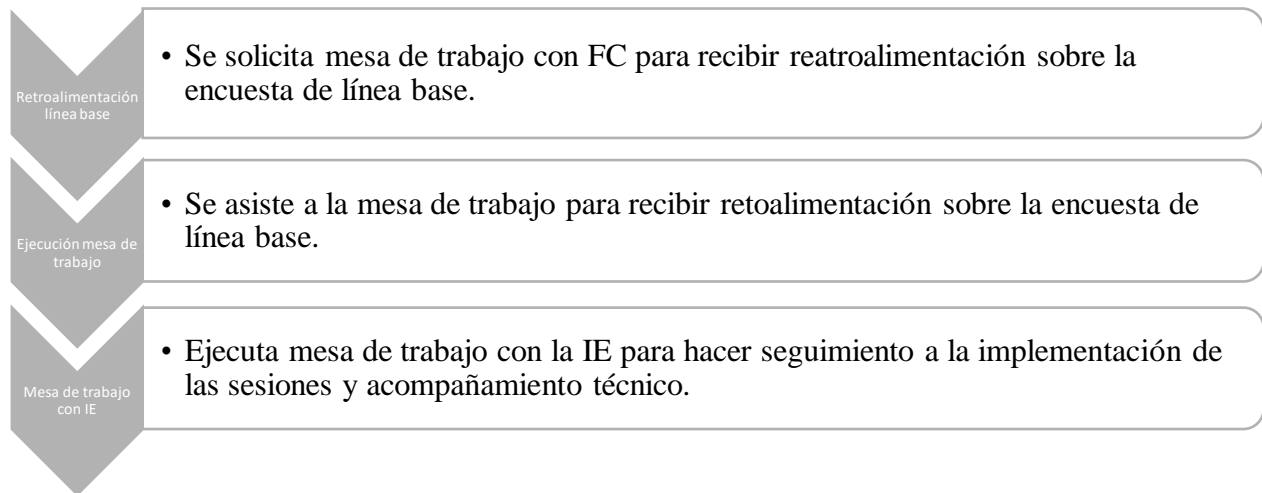 Retroalimentación
línea base
• Se solicita mesa de trabajo con FC para recibir reatroalimentación sobre la
encuesta de línea base.
Ejecución mesa de
trabajo
• Se asiste a la mesa de trabajo para recibir retoalimentación sobre la encuesta de
línea base.
Mesa de trabajo
con IE
• Ejecuta mesa de trabajo con la IE para hacer seguimiento a la implementación de
las sesiones y acompañamiento técnico.